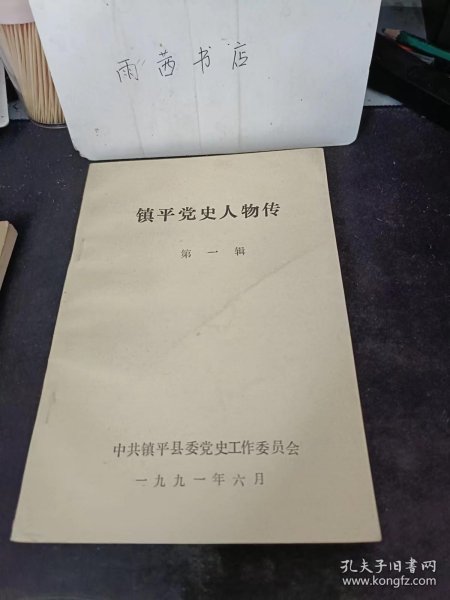 雨茜书店
镇平党史人物传
第一辑
中共镇平县委党史工作委员会
一九九一年六月
孔夫子旧书网
www.kongfz.com